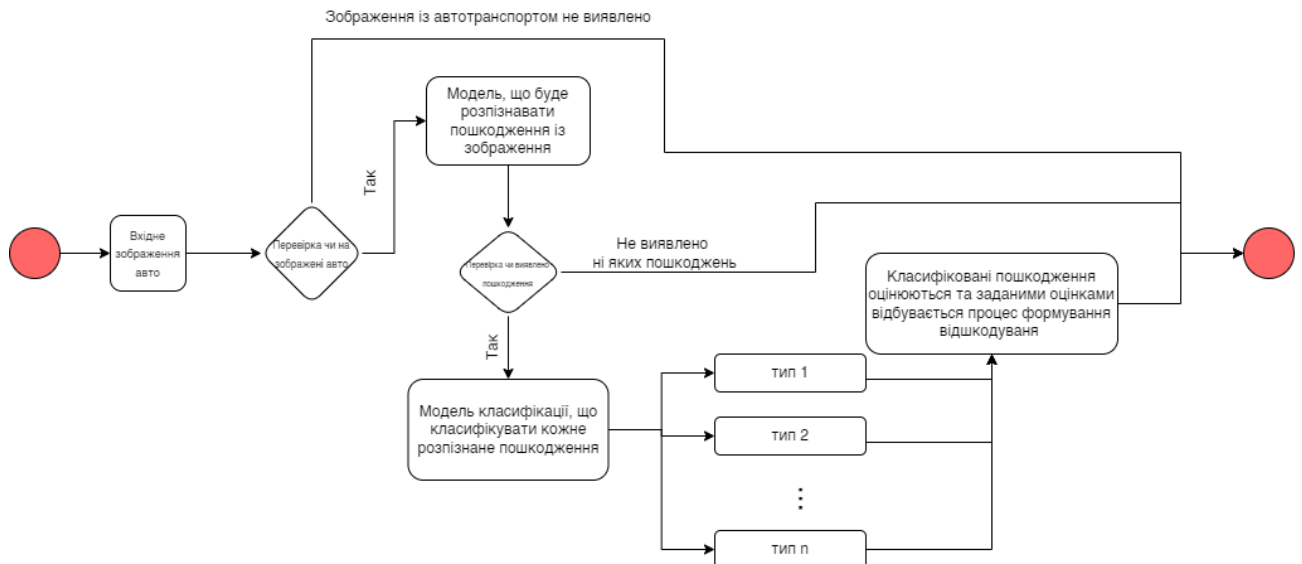 Зображення із автотранспортом не виявлено
Модель, що буде
розпізнавати
пошкодження із
зображення
Так
Вхідне
зображення
авто
Перевірка чи на
зображені авто
Перевірка чи виявлено
пошкодження
Не виявлено
ні яких пошкоджень
Класифіковані пошкодження
оцінюються та заданими оцінками
відбувається процес формування
відшкодуваня
Так
Модель класифікації, що
класифікувати кожне
розпізнане пошкодження
тип 1
тип 2
⋮
тип n